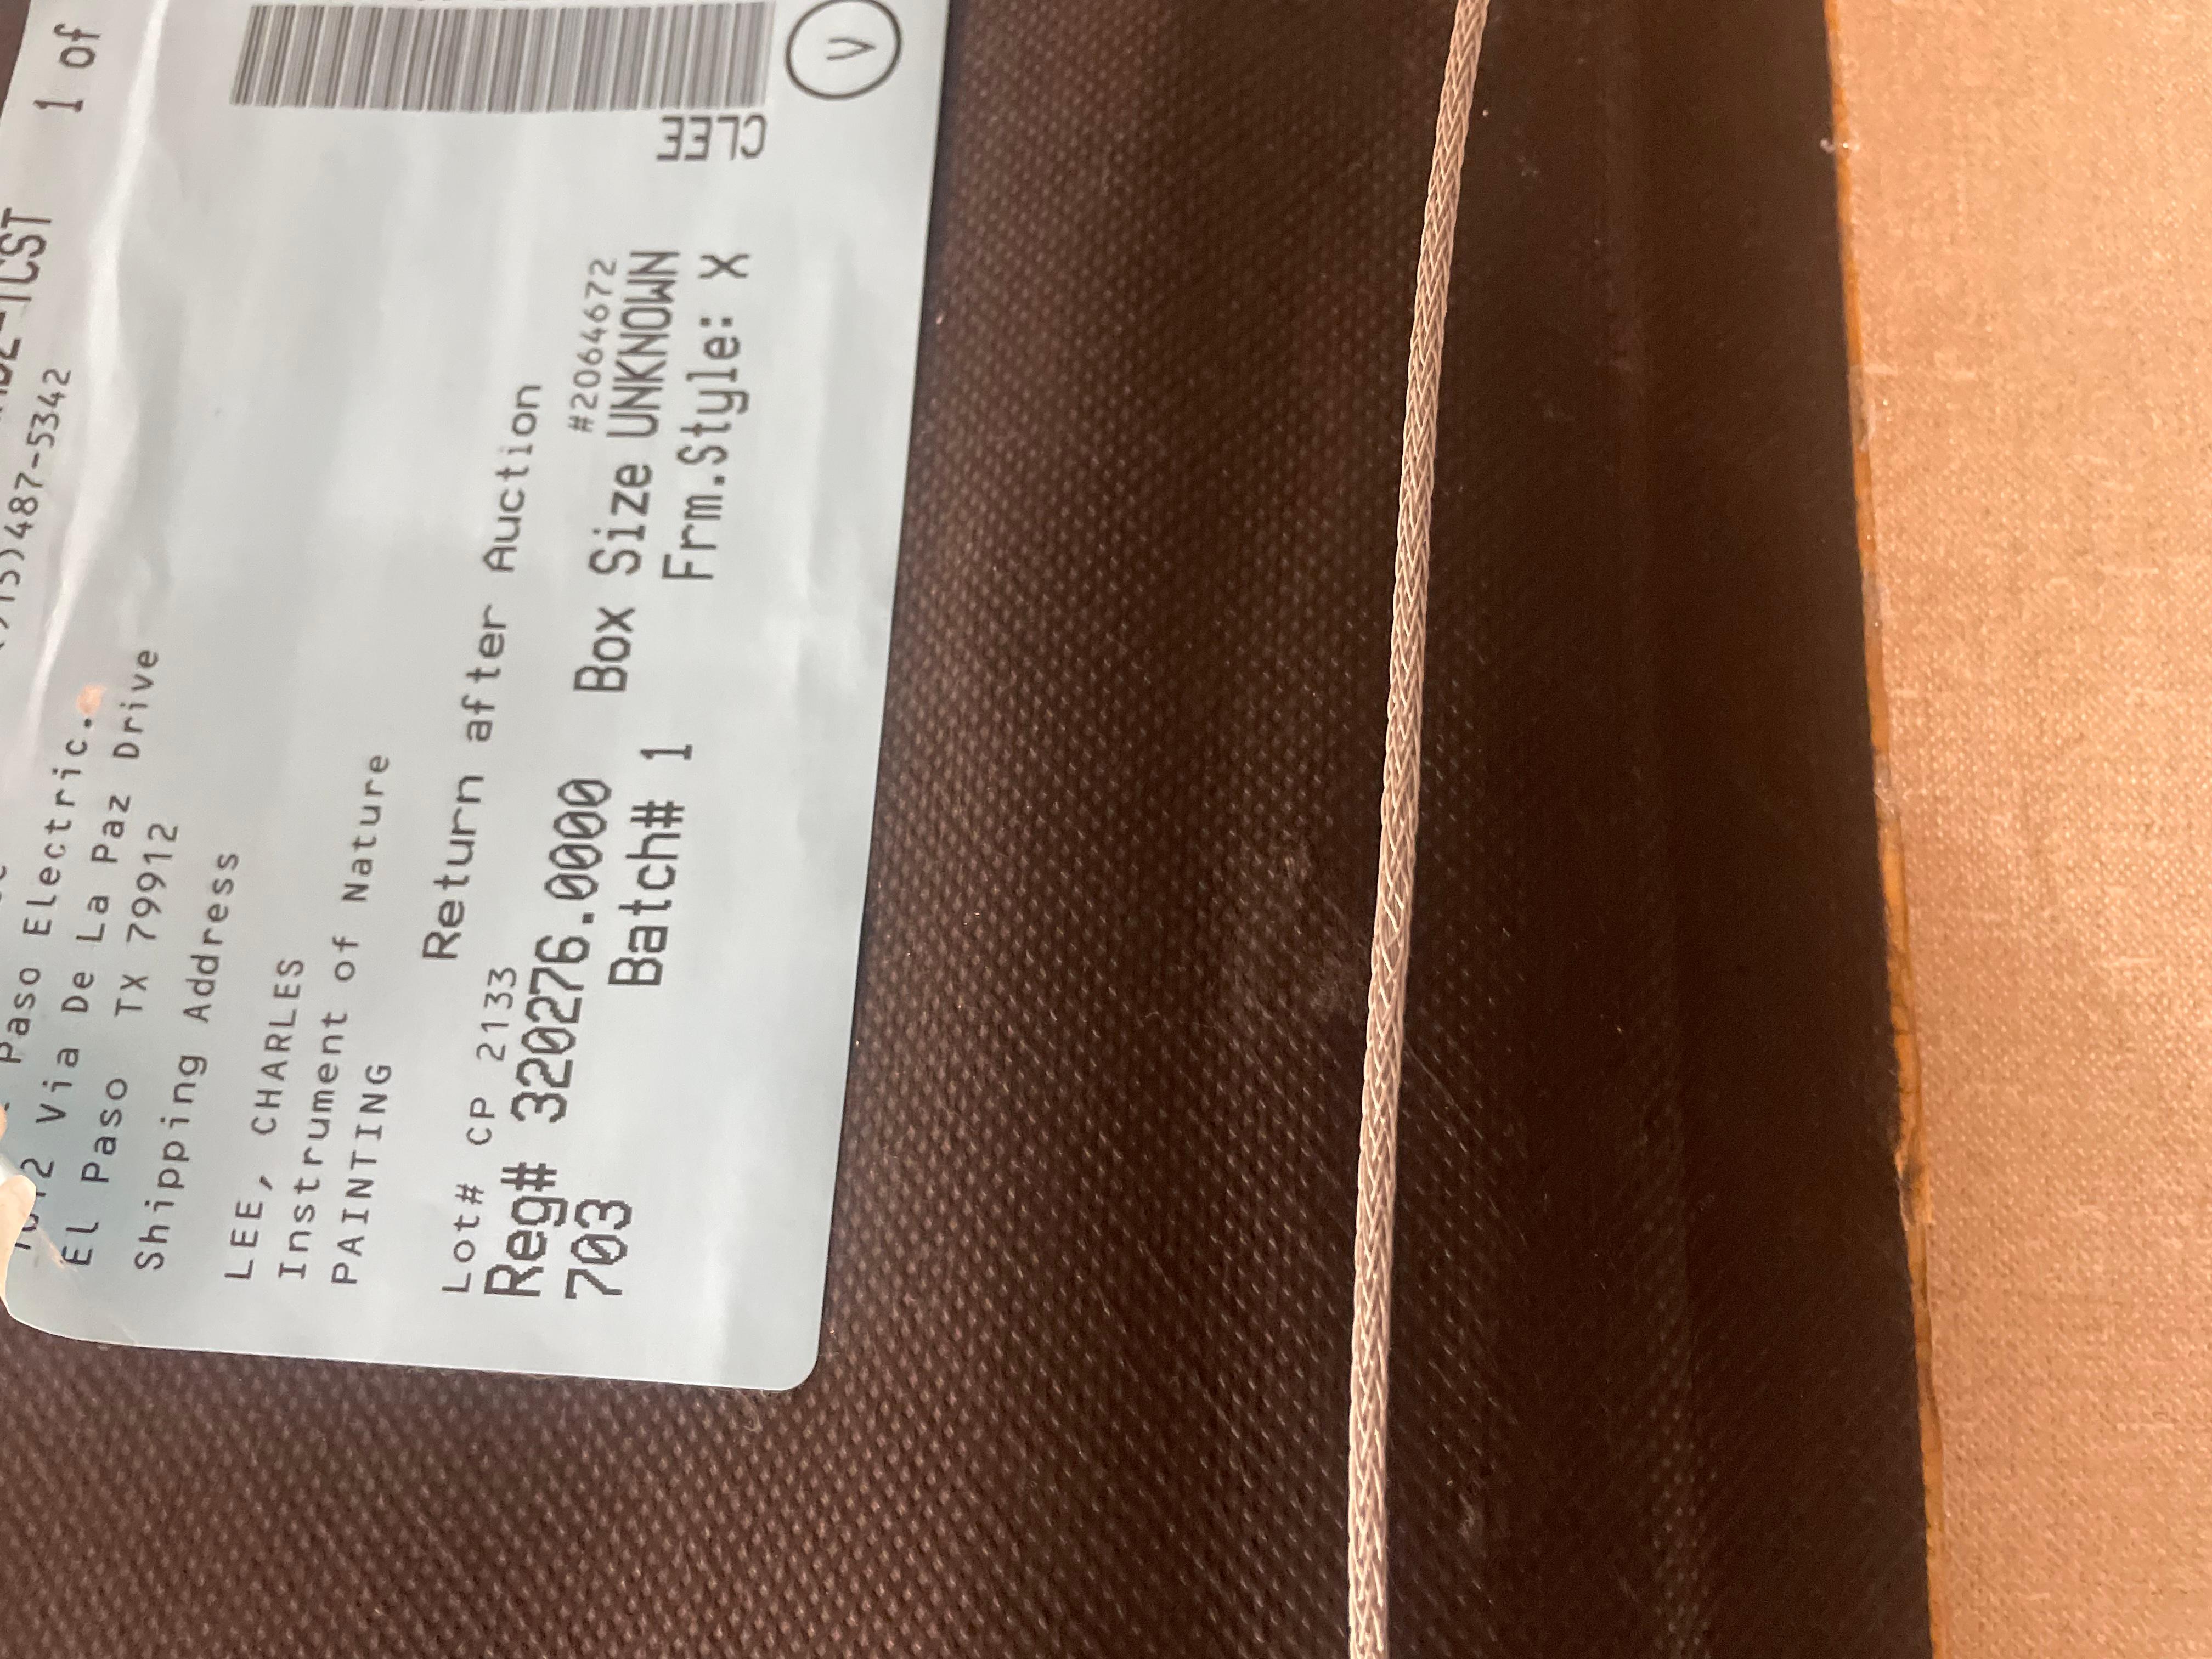 1 of
487-5342
Paso Electric.
Via De La Paz Drive
El Paso TX 79912
Shipping Address
LEE, CHARLES
Instrument of Nature
PAINTING
Return after Auction
Lot# CP 2133
#2064672
Reg# 320276.0000 Box Size UNKNOWN
703 Batch# 1 Frm.Style: X
CLEE
V